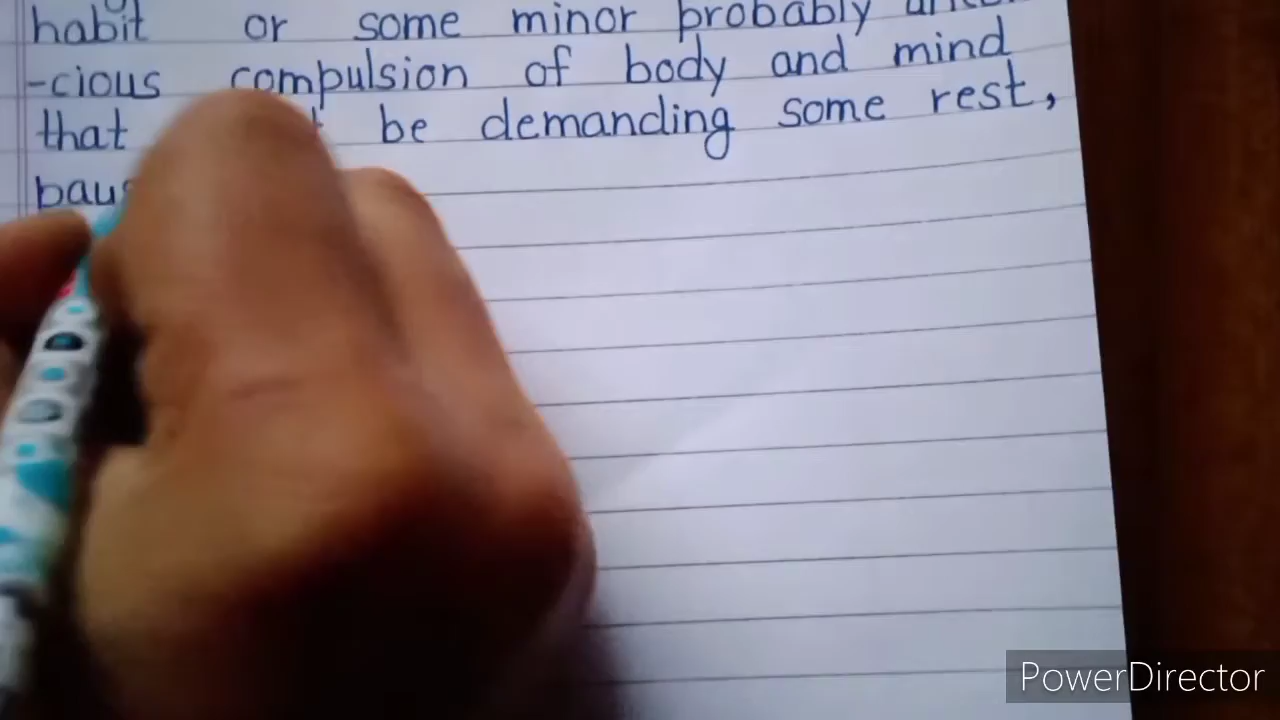 habit or some minor probably
-cious compulsion of body and mind
that be demanding some rest,
PowerDirector